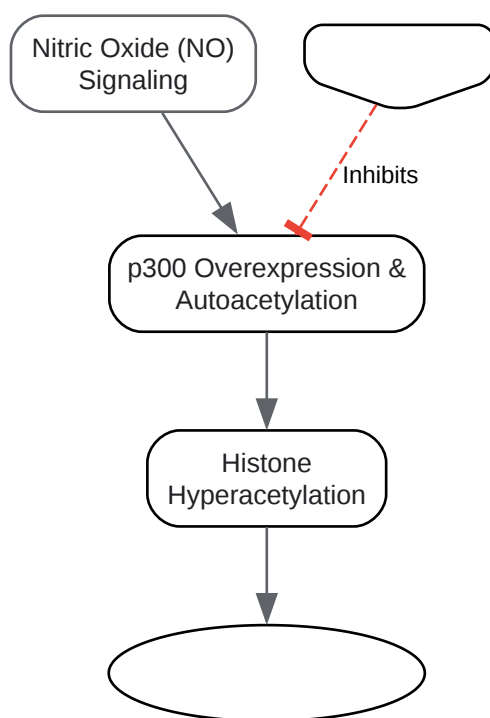 Nitric Oxide (NO)
Signaling
Inhibits
p300 Overexpression &
Autoacetylation
Histone
Hyperacetylation